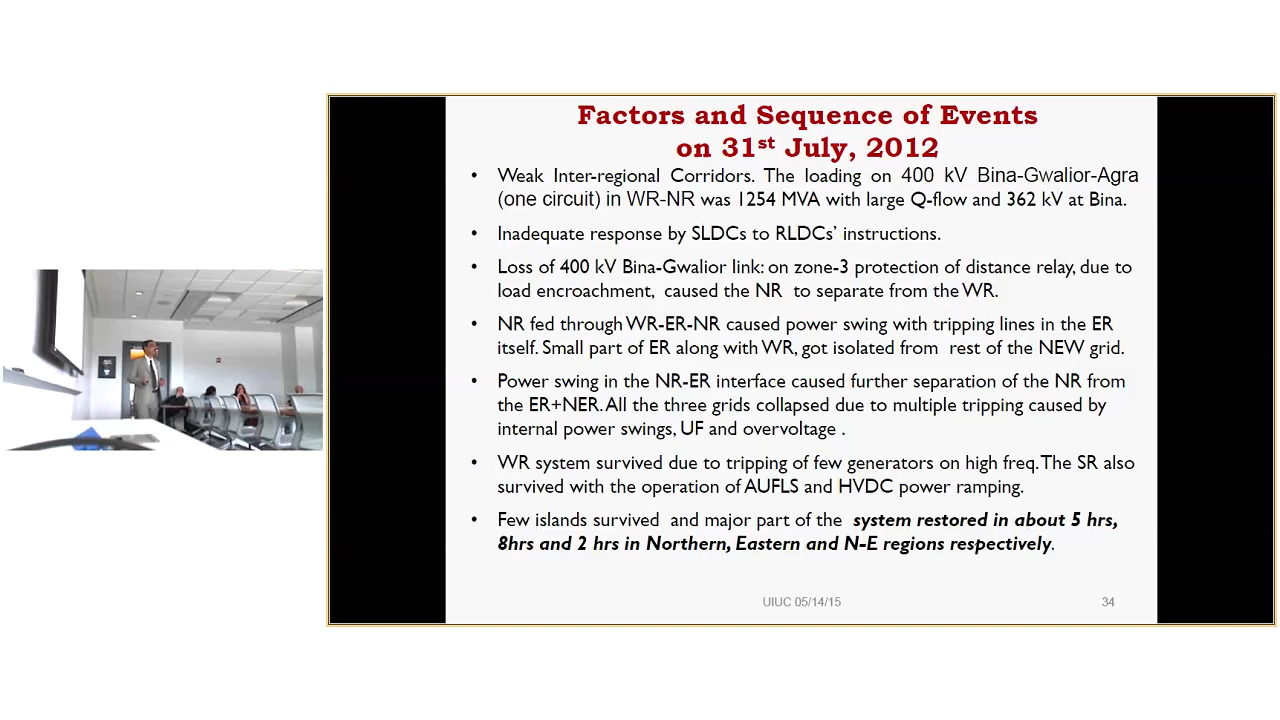 Factors and Sequence of Events
on 31st July, 2012
• Weak Inter-regional Corridors. The loading on 400 kV Bina-Gwalior-Agra
(one circuit) in WR-NR was 1254 MVA with large Q-flow and 362 kV at Bina.
• Inadequate response by SLDCs to RLDCs’ instructions.
• Loss of 400 kV Bina-Gwalior link: on zone-3 protection of distance relay, due to
load encroachment, caused the NR to separate from the WR.
• NR fed through WR-ER-NR caused power swing with tripping lines in the ER
itself. Small part of ER along with WR, got isolated from rest of the NEW grid.
• Power swing in the NR-ER interface caused further separation of the NR from
the ER+NER. All the three grids collapsed due to multiple tripping caused by
internal power swings, UF and overvoltage .
• WR system survived due to tripping of few generators on high freq. The SR also
survived with the operation of AUFLS and HVDC power ramping.
• Few islands survived and major part of the system restored in about 5 hrs,
8hrs and 2 hrs in Northern, Eastern and N-E regions respectively.
UIUC 05/14/15
34